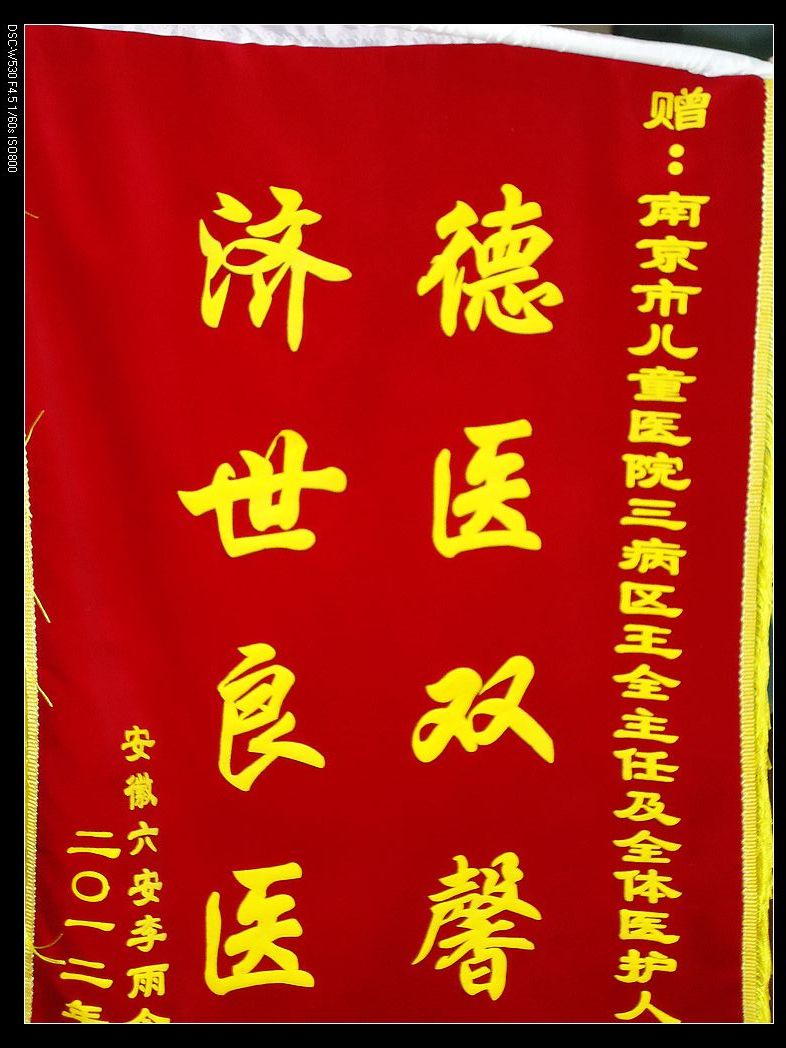 赠:南京市儿童医院三病区王全主任及全体医护人
德医双馨
济世良医
安徽六安李雨
二〇一二年
DSC-W530 F4.5 1/60s ISO800